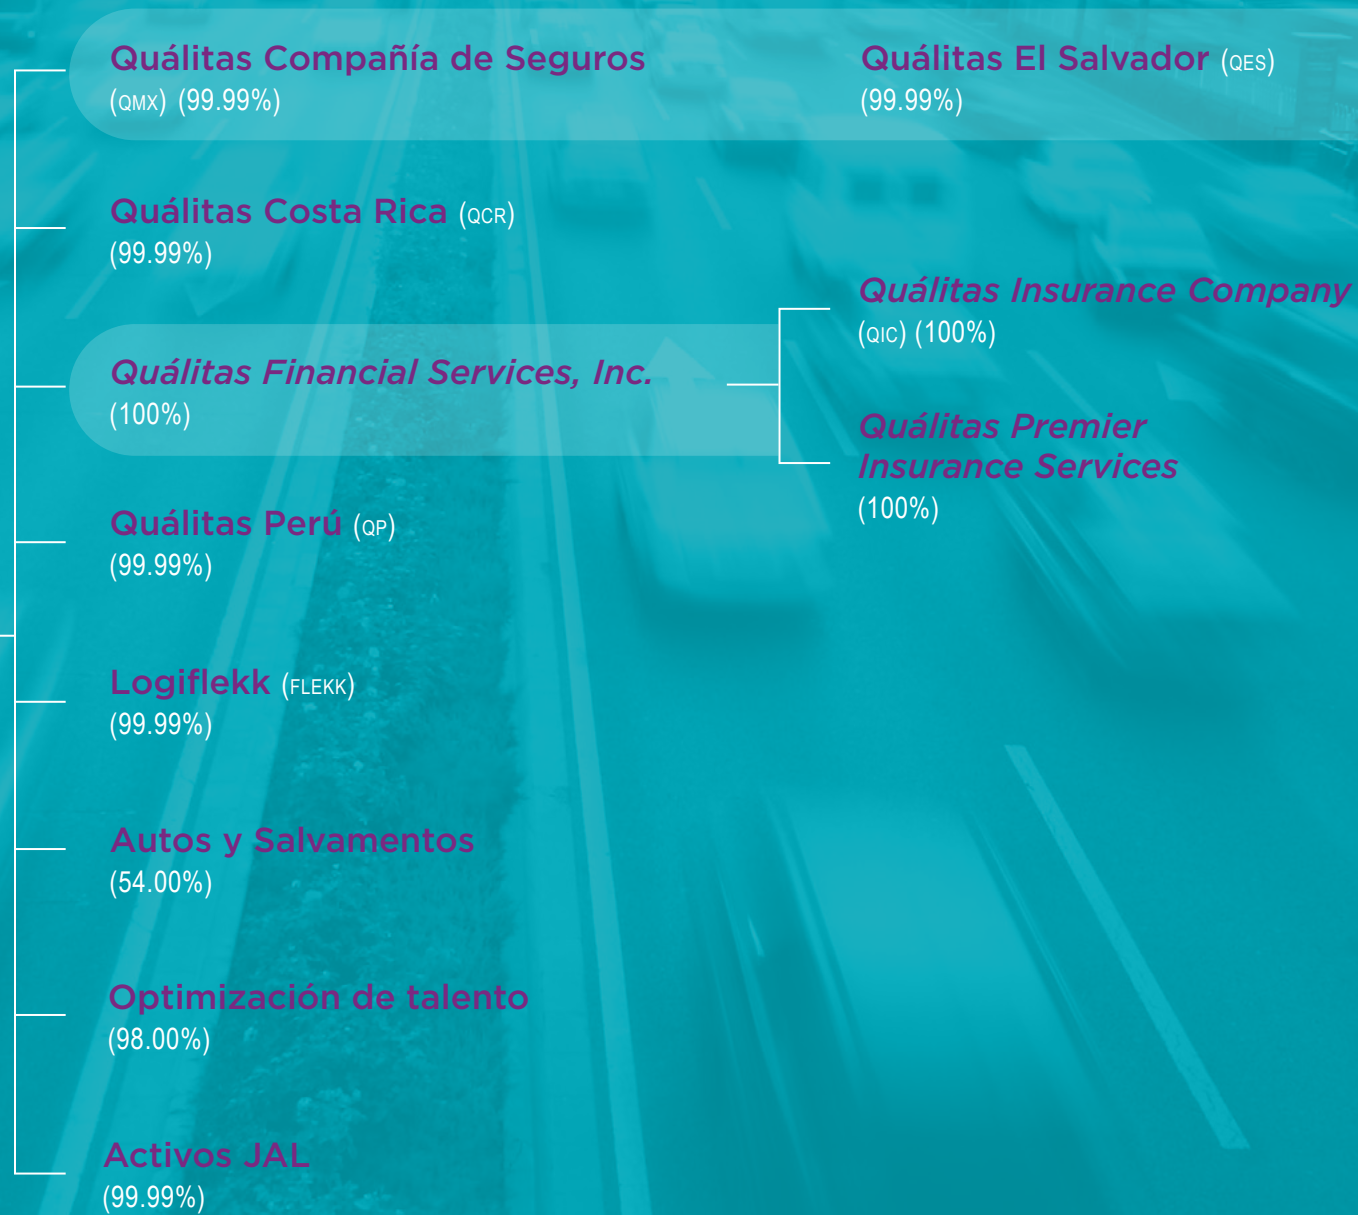 Quálitas Compañía de Seguros
(QMX) (99.99%)
Quálitas El Salvador (QES)
(99.99%)
Quálitas Costa Rica (QCR)
(99.99%)
Quálitas Financial Services, Inc.
(100%)
Quálitas Insurance Company
(QIC) (100%)
Quálitas Premier
Insurance Services
(100%)
Quálitas Perú (QP)
(99.99%)
Logiflekk (FLEKK)
(99.99%)
Autos y Salvamentos
(54.00%)
Optimización de talento
(98.00%)
Activos JAL
(99.99%)